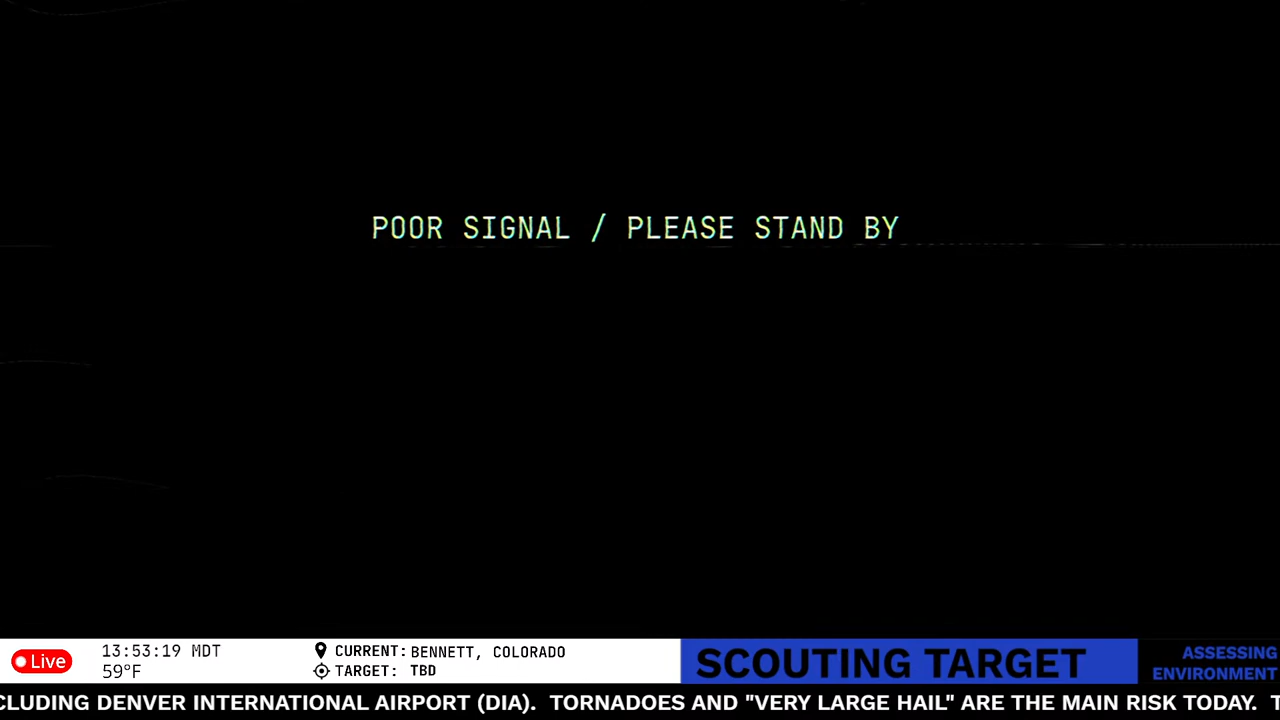 POOR SIGNAL / PLEASE STAND BY
Live
13:53:19 MDT
59°F
CURRENT: BENNETT, COLORADO
TARGET: TBD
SCOUTING TARGET
ASSESSING
ENVIRONMENT
CLUDING DENVER INTERNATIONAL AIRPORT (DIA). TORNADOES AND "VERY LARGE HAIL" ARE THE MAIN RISK TODAY.